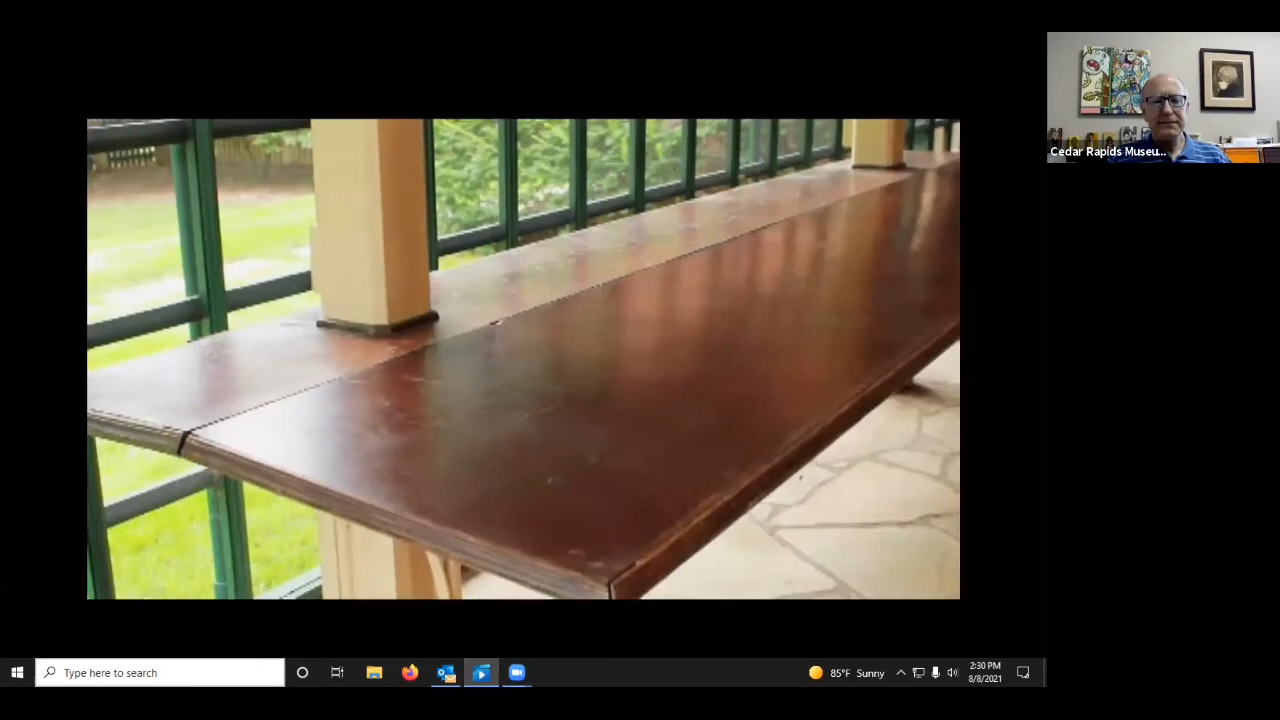 Cedar Rapids Museu...
Type here to search
85°F Sunny
2:30 PM
8/8/2021